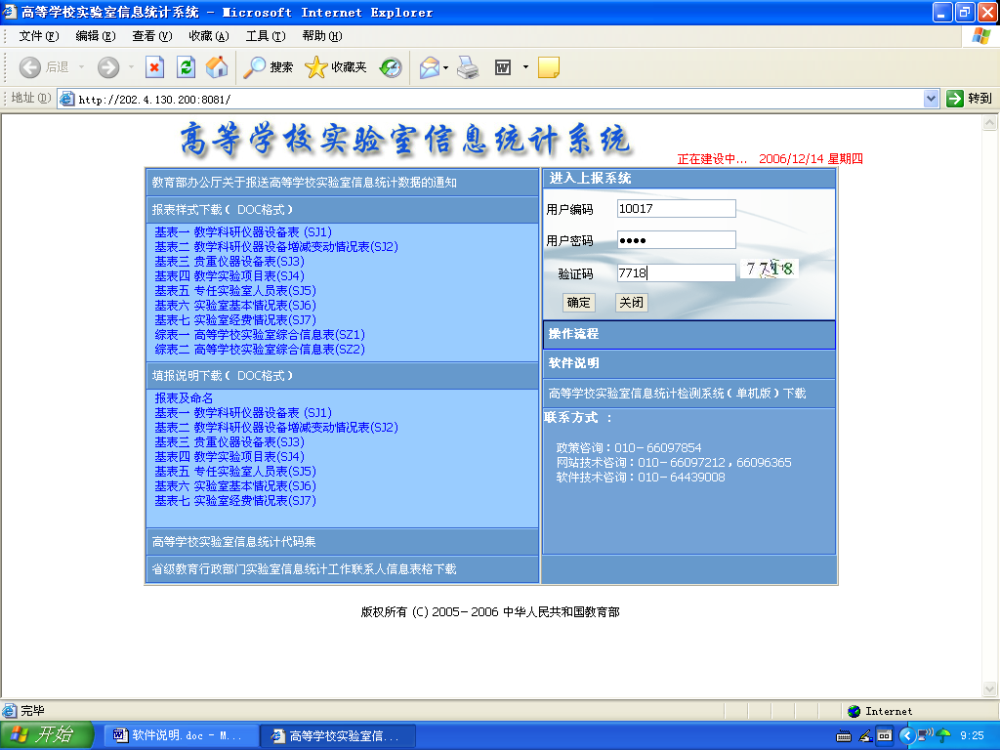 高等学校实验室信息统计系统 - Microsoft Internet Explorer
文件(F) 编辑(E) 查看(V) 收藏(A) 工具(T) 帮助(H)
后退 搜索 收藏夹
地址(D) http://202.4.130.200:8081/ 转到
高等学校实验室信息统计系统
正在建设中... 2006/12/14 星期四
教育部办公厅关于报送高等学校实验室信息统计数据的通知
报表样式下载( DOC格式)
基表一 教学科研仪器设备表 (SJ1)
基表二 教学科研仪器设备增减变动情况表(SJ2)
基表三 贵重仪器设备表(SJ3)
基表四 教学实验项目表(SJ4)
基表五 专任实验室人员表(SJ5)
基表六 实验室基本情况表(SJ6)
基表七 实验室经费情况表(SJ7)
综表一 高等学校实验室综合信息表(SZ1)
综表二 高等学校实验室综合信息表(SZ2)
填报说明下载( DOC格式)
报表及命名
基表一 教学科研仪器设备表 (SJ1)
基表二 教学科研仪器设备增减变动情况表(SJ2)
基表三 贵重仪器设备表(SJ3)
基表四 教学实验项目表(SJ4)
基表五 专任实验室人员表(SJ5)
基表六 实验室基本情况表(SJ6)
基表七 实验室经费情况表(SJ7)
高等学校实验室信息统计代码集
省级教育行政部门实验室信息统计工作联系人信息表格下载
进入上报系统
用户编码 10017
用户密码 ●●●●
验证码 7718 7718
确定 关闭
操作流程
软件说明
高等学校实验室信息统计检测系统(单机版)下载
联系方式 :
政策咨询:010-66097854
网站技术咨询:010-66097212,66096365
软件技术咨询:010-64439008
版权所有 (C) 2005-2006 中华人民共和国教育部
完毕 Internet
开始 软件说明.doc - M... 高等学校实验室信... 9:25